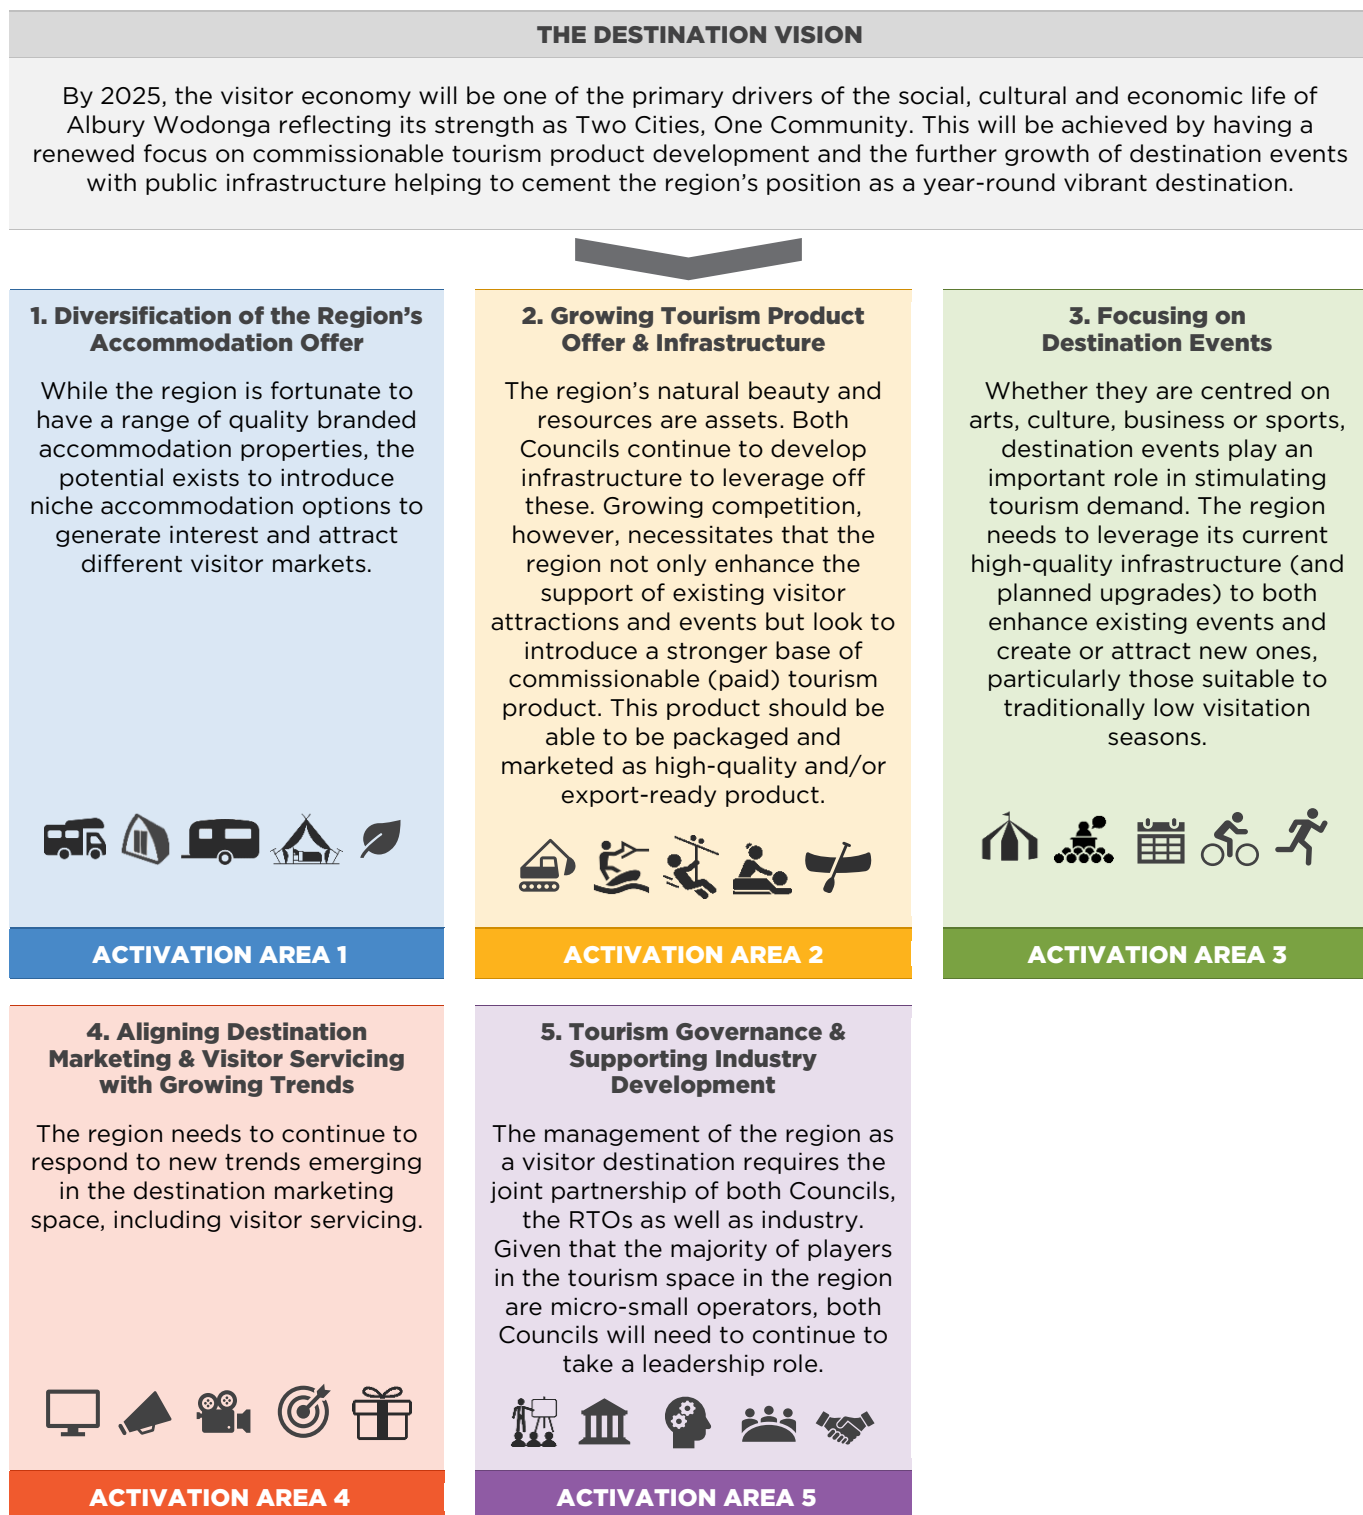 THE DESTINATION VISION
By 2025, the visitor economy will be one of the primary drivers of the social, cultural and economic life of
Albury Wodonga reflecting its strength as Two Cities, One Community. This will be achieved by having a
renewed focus on commissionable tourism product development and the further growth of destination events
with public infrastructure helping to cement the region’s position as a year-round vibrant destination.
1. Diversification of the Region’s
Accommodation Offer
While the region is fortunate to
have a range of quality branded
accommodation properties, the
potential exists to introduce
niche accommodation options to
generate interest and attract
different visitor markets.
ACTIVATION AREA 1
2. Growing Tourism Product
Offer & Infrastructure
The region’s natural beauty and
resources are assets. Both
Councils continue to develop
infrastructure to leverage off
these. Growing competition,
however, necessitates that the
region not only enhance the
support of existing visitor
attractions and events but look to
introduce a stronger base of
commissionable (paid) tourism
product. This product should be
able to be packaged and
marketed as high-quality and/or
export-ready product.
ACTIVATION AREA 2
3. Focusing on
Destination Events
Whether they are centred on
arts, culture, business or sports,
destination events play an
important role in stimulating
tourism demand. The region
needs to leverage its current
high-quality infrastructure (and
planned upgrades) to both
enhance existing events and
create or attract new ones,
particularly those suitable to
traditionally low visitation
seasons.
ACTIVATION AREA 3
4. Aligning Destination
Marketing & Visitor Servicing
with Growing Trends
The region needs to continue to
respond to new trends emerging
in the destination marketing
space, including visitor servicing.
ACTIVATION AREA 4
5. Tourism Governance &
Supporting Industry
Development
The management of the region as
a visitor destination requires the
joint partnership of both Councils,
the RTOs as well as industry.
Given that the majority of players
in the tourism space in the region
are micro-small operators, both
Councils will need to continue to
take a leadership role.
ACTIVATION AREA 5